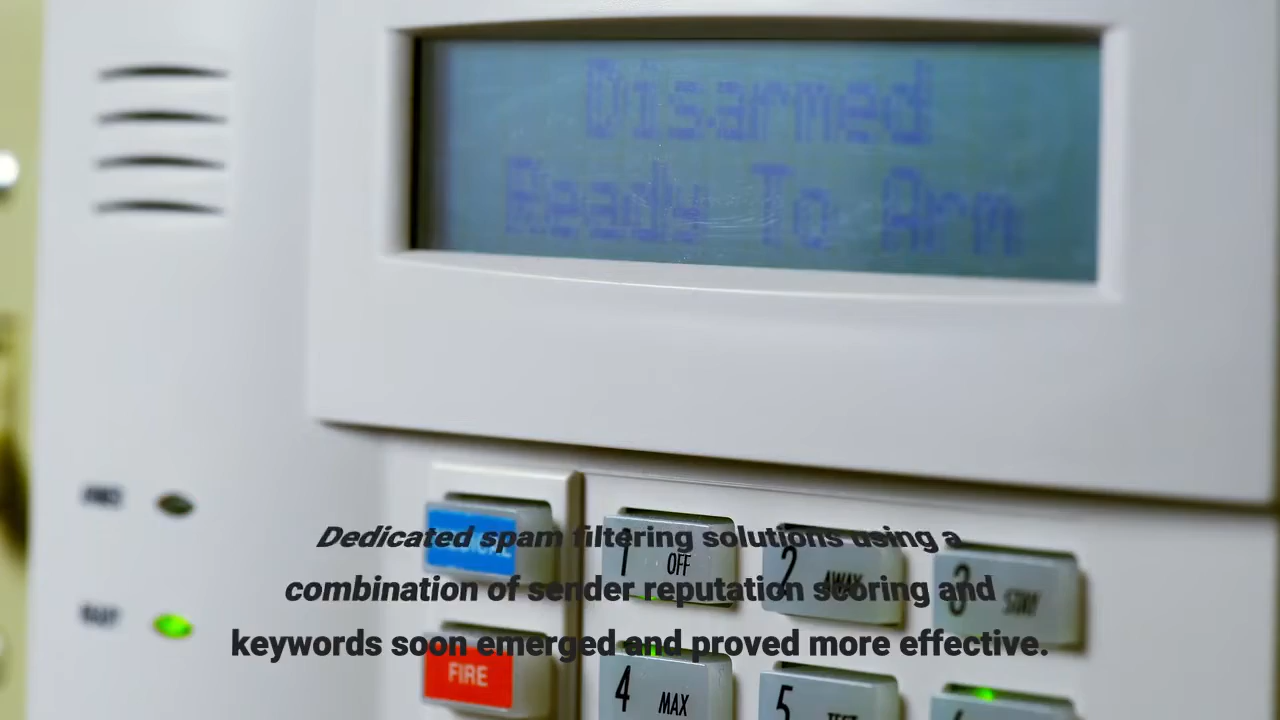 Disarmed
Ready To Arm
Dedicated spam filtering solutions using a
combination of sender reputation scoring and
keywords soon emerged and proved more effective.
1 OFF
2 AWAY
3 STAY
FIRE
4 MAX
5 TEST